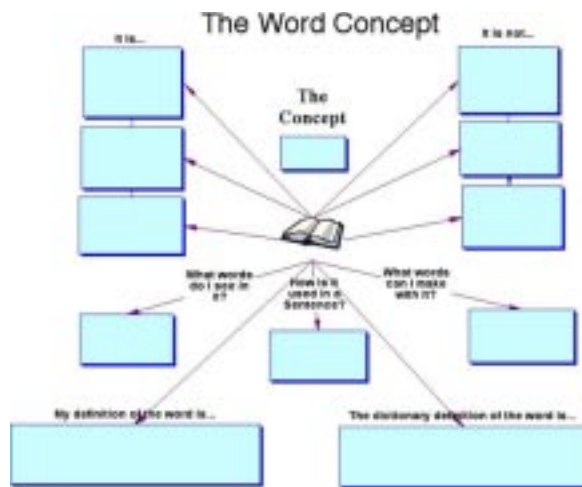 The Word Concept
It is...
It is not...
The
Concept
What words
do I see in
it?
How is it
used in a
Sentence?
What words
can I make
with it?
My definition of the word is...
The dictionary definition of the word is...